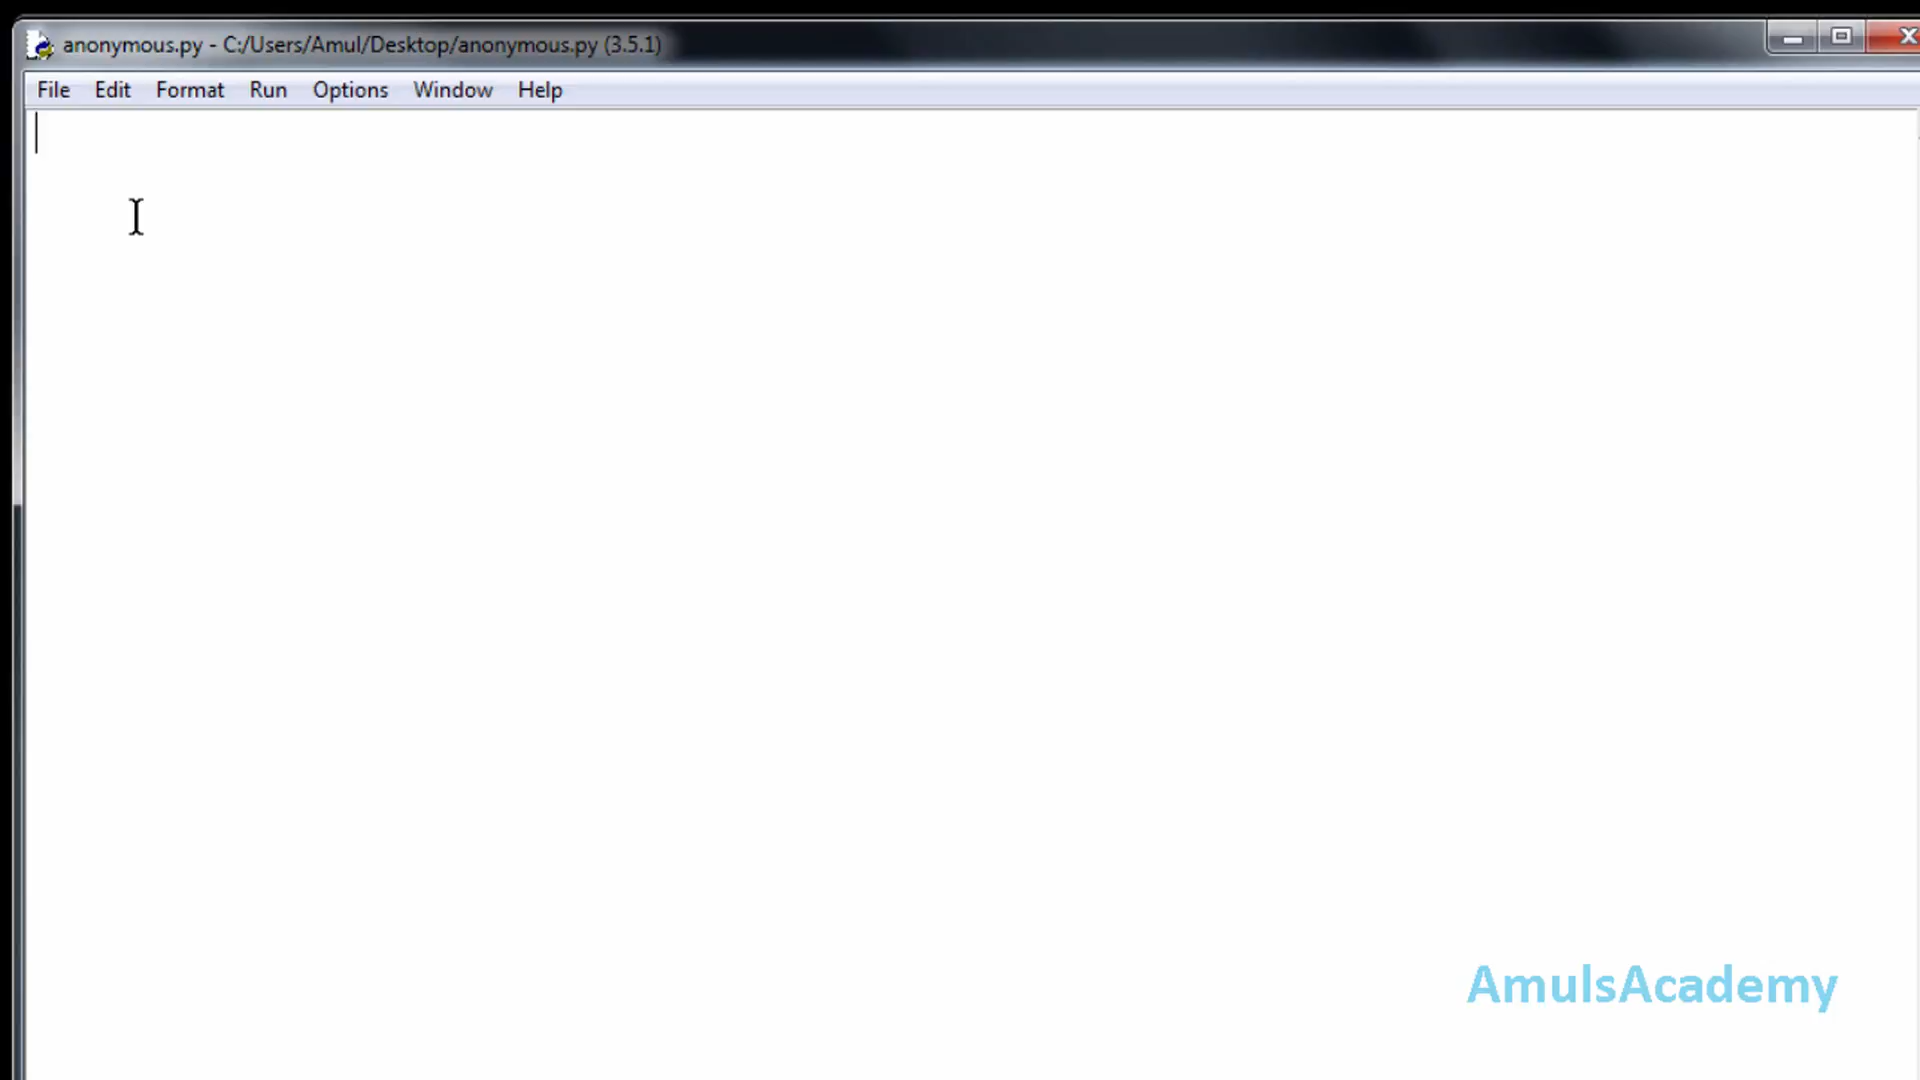 anonymous.py - C:/Users/Amul/Desktop/anonymous.py (3.5.1)
File Edit Format Run Options Window Help
AmulsAcademy